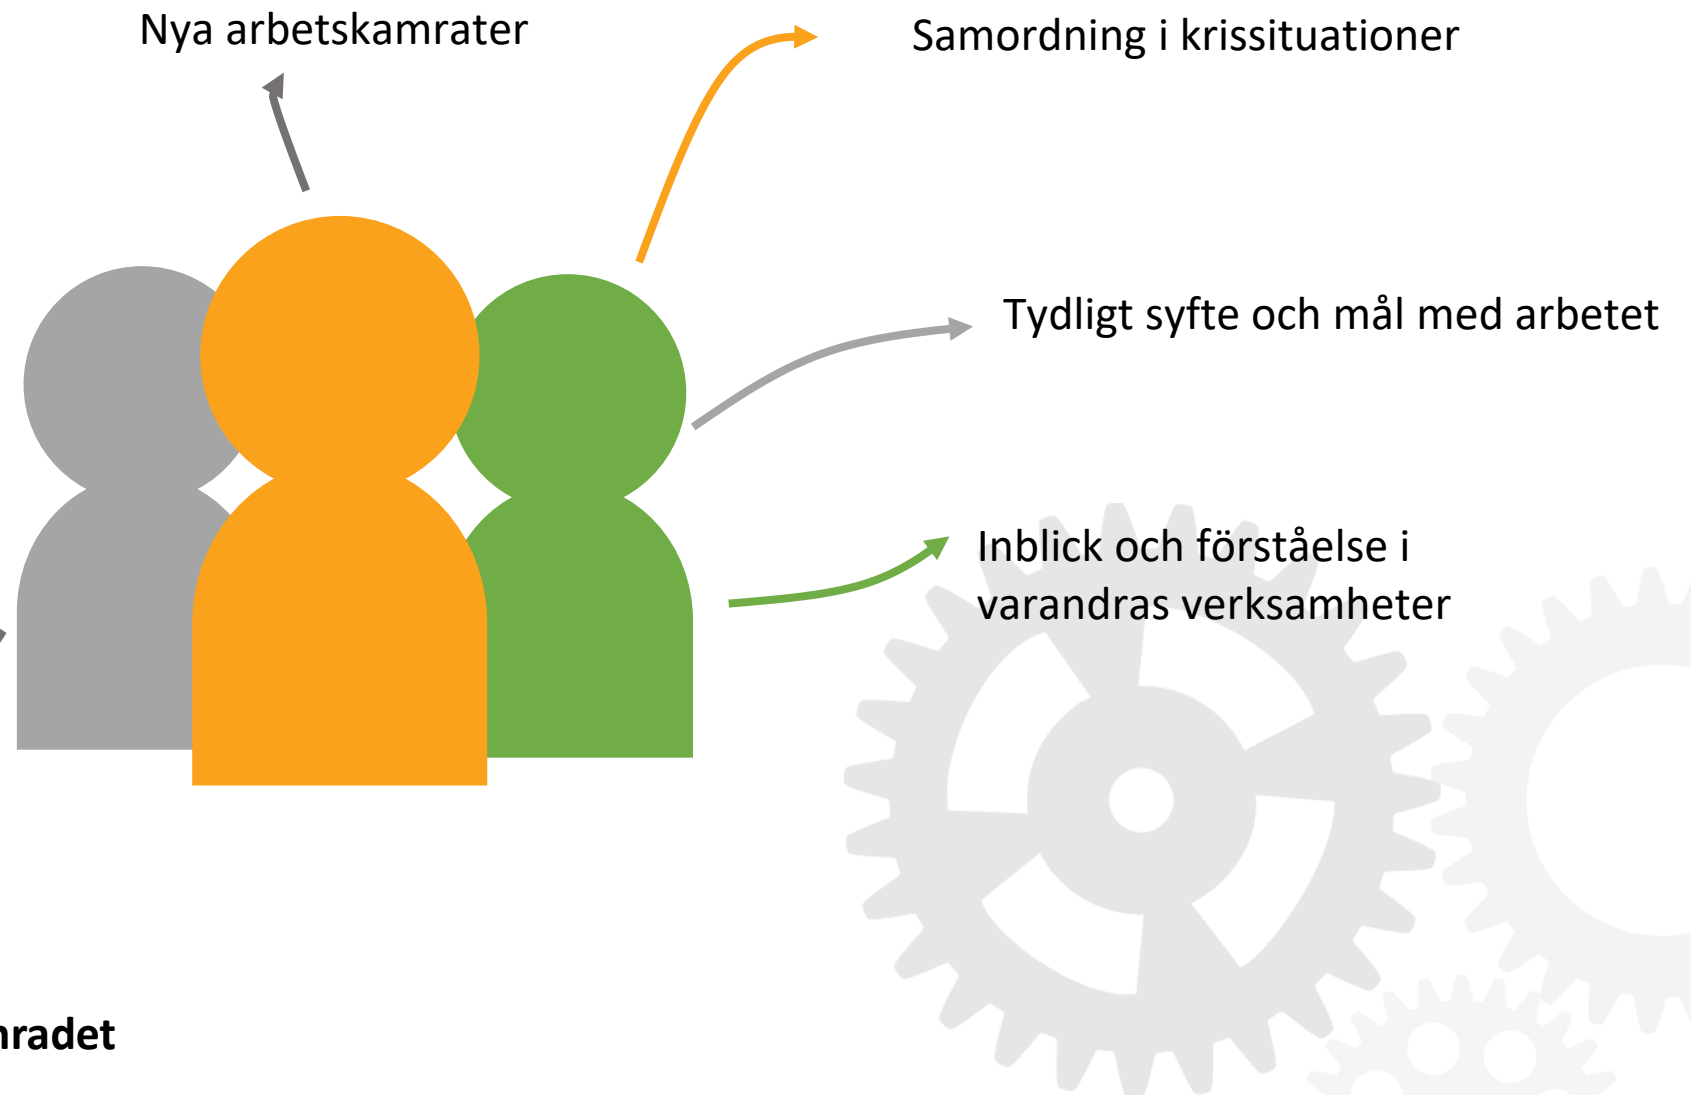 Nya arbetskamrater
Samordning i krissituationer
Tydligt syfte och mål med arbetet
Inblick och förståelse i
varandras verksamheter